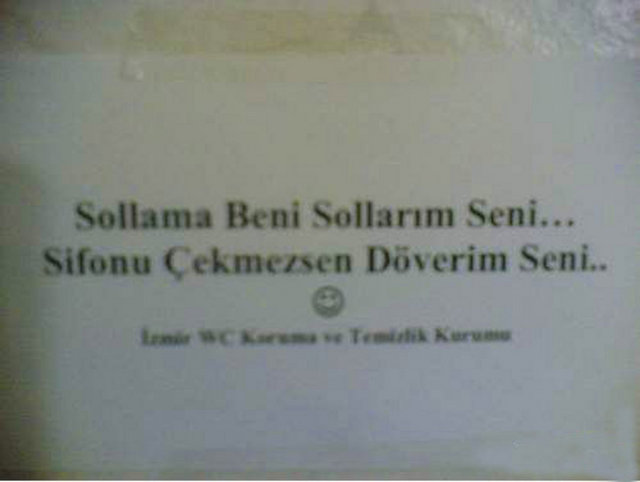 Sollama Beni Sollarım Seni...
Sifonu Çekmezsen Döverim Seni..
☺
İzmir WC Koruma ve Temizlik Kurumu